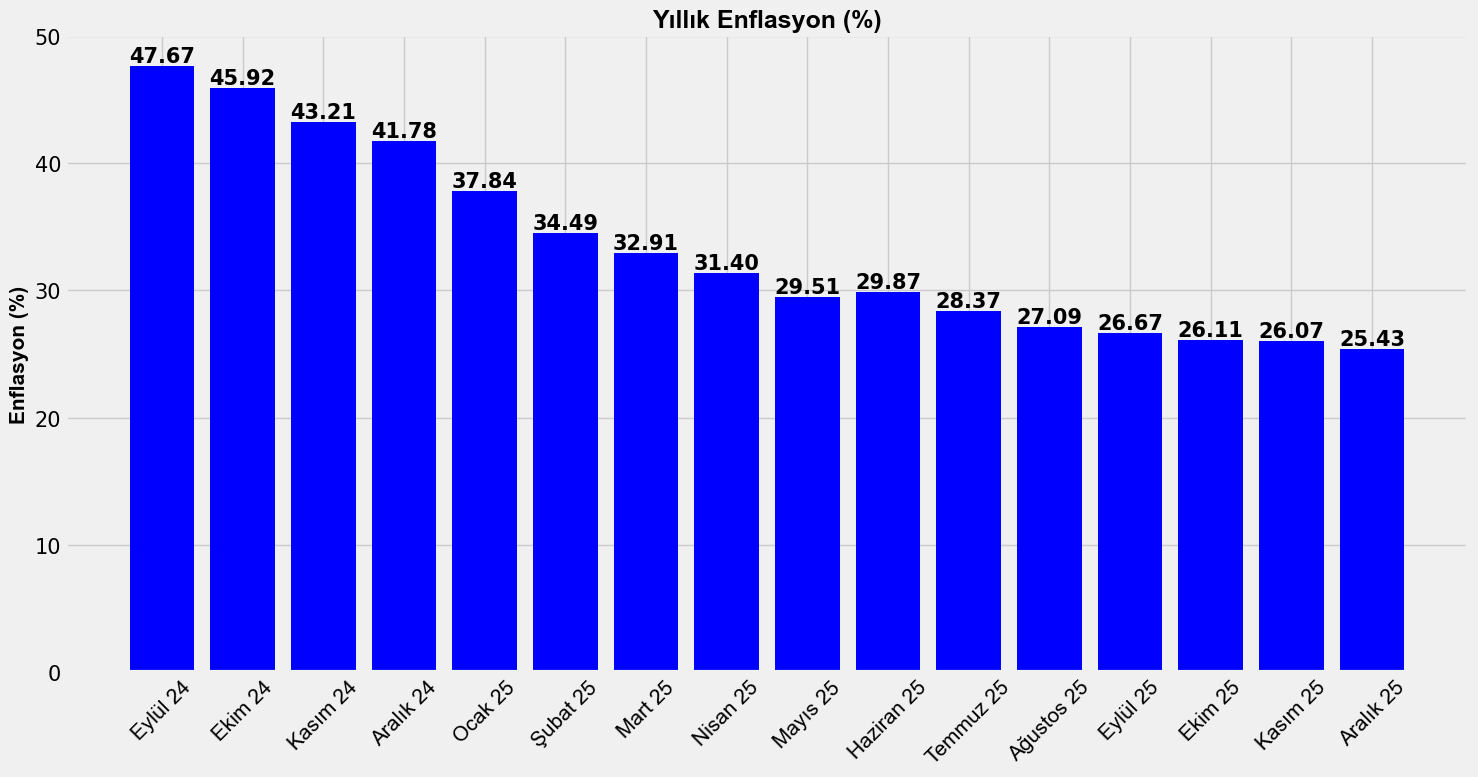 Yıllık Enflasyon (%)
Enflasyon (%)
50
40
30
20
10
0
47.67
45.92
43.21
41.78
37.84
34.49
32.91
31.40
29.51
29.87
28.37
27.09
26.67
26.11
26.07
25.43
Eylül 24
Ekim 24
Kasım 24
Aralık 24
Ocak 25
Şubat 25
Mart 25
Nisan 25
Mayıs 25
Haziran 25
Temmuz 25
Ağustos 25
Eylül 25
Ekim 25
Kasım 25
Aralık 25